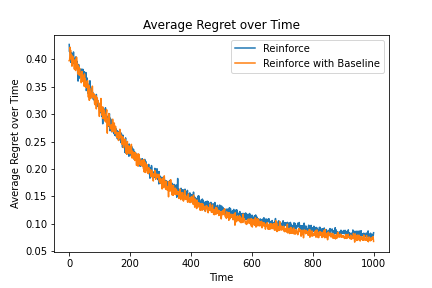 Average Regret over Time
Reinforce
Reinforce with Baseline
Average Regret over Time
0.40
0.35
0.30
0.25
0.20
0.15
0.10
0.05
0
200
400
600
800
1000
Time